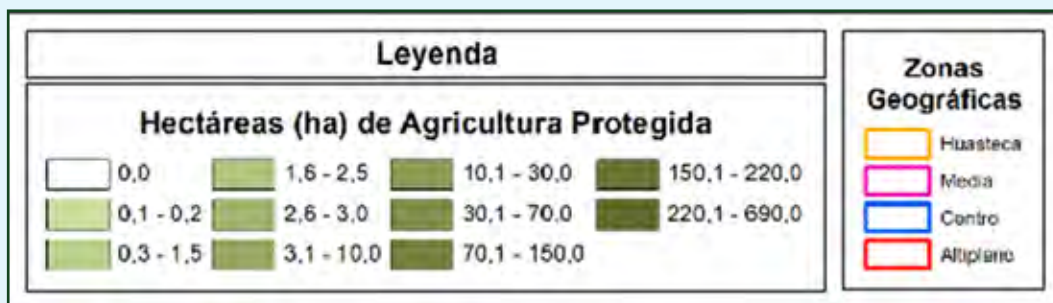 Leyenda
Hectáreas (ha) de Agricultura Protegida
0,0
0,1 - 0,2
0,3 - 1,5
1,6 - 2,5
2,6 - 3,0
3,1 - 10,0
10,1 - 30,0
30,1 - 70,0
70,1 - 150,0
150,1 - 220,0
220,1 - 690,0
Zonas
Geográficas
Huasteca
Media
Centro
Altiplano